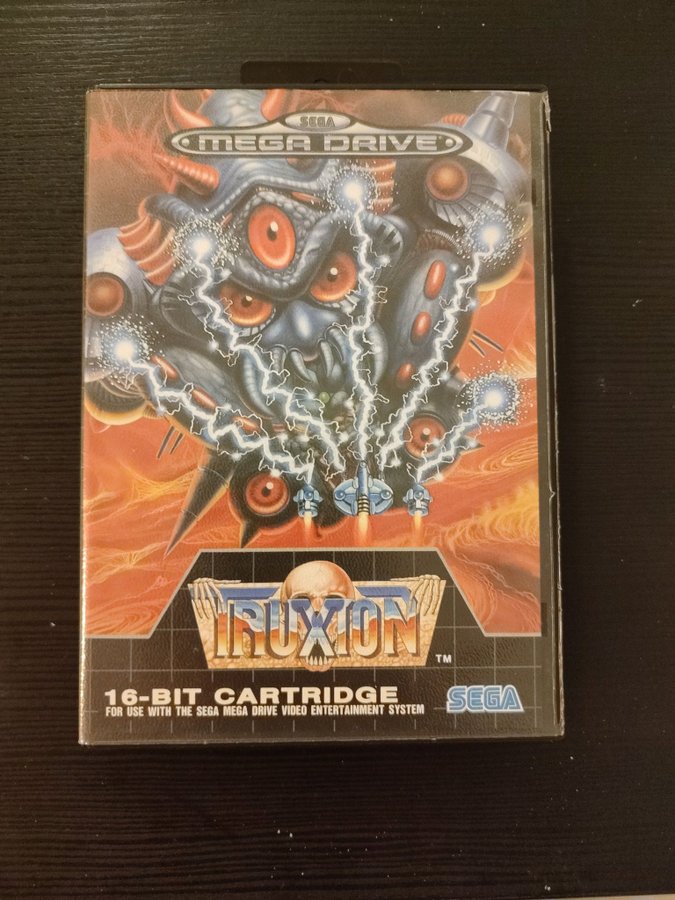 SEGA
MEGA DRIVE
TRUXTON
TM
16-BIT CARTRIDGE
FOR USE WITH THE SEGA MEGA DRIVE VIDEO ENTERTAINMENT SYSTEM
SEGA